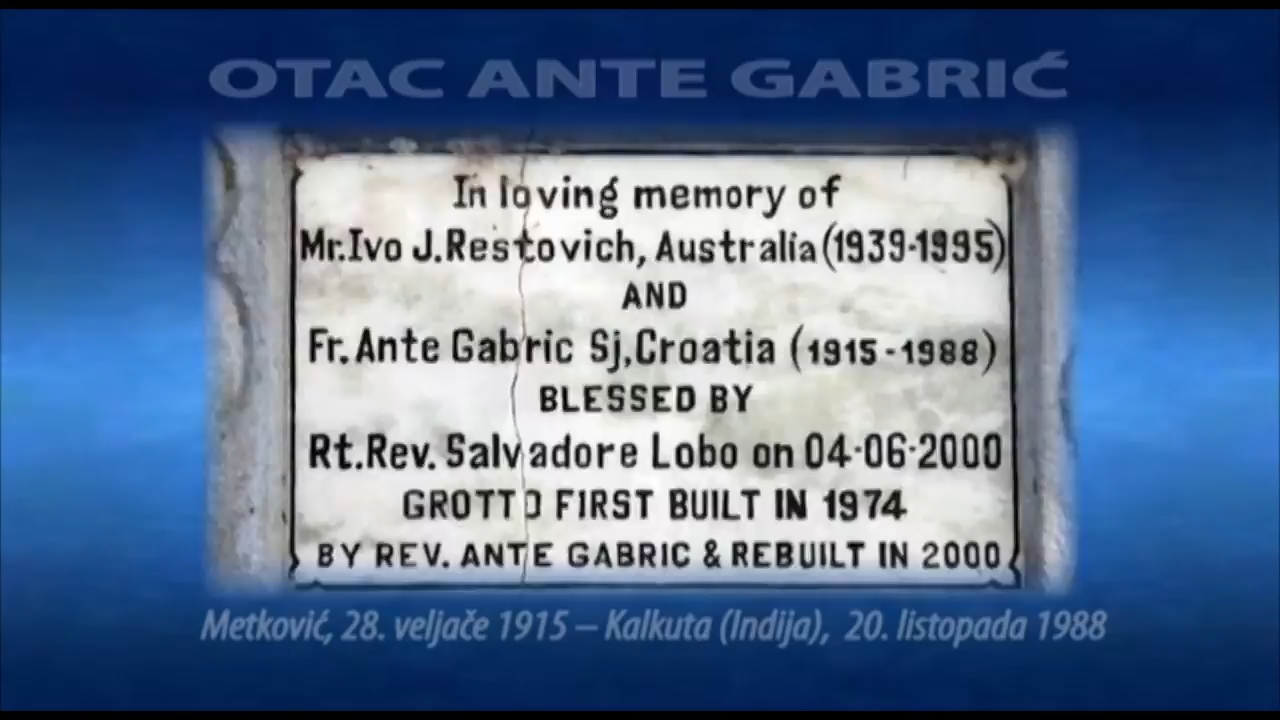 OTAC ANTE GABRIĆ
In loving memory of
Mr.Ivo J.Restovich, Australia (1939-1995)
AND
Fr. Ante Gabric Sj, Croatia (1915-1988)
BLESSED BY
Rt.Rev. Salvadore Lobo on 04-06-2000
GROTTO FIRST BUILT IN 1974
BY REV. ANTE GABRIC & REBUILT IN 2000
Metković, 28. veljače 1915 – Kalkuta (Indija), 20. listopada 1988